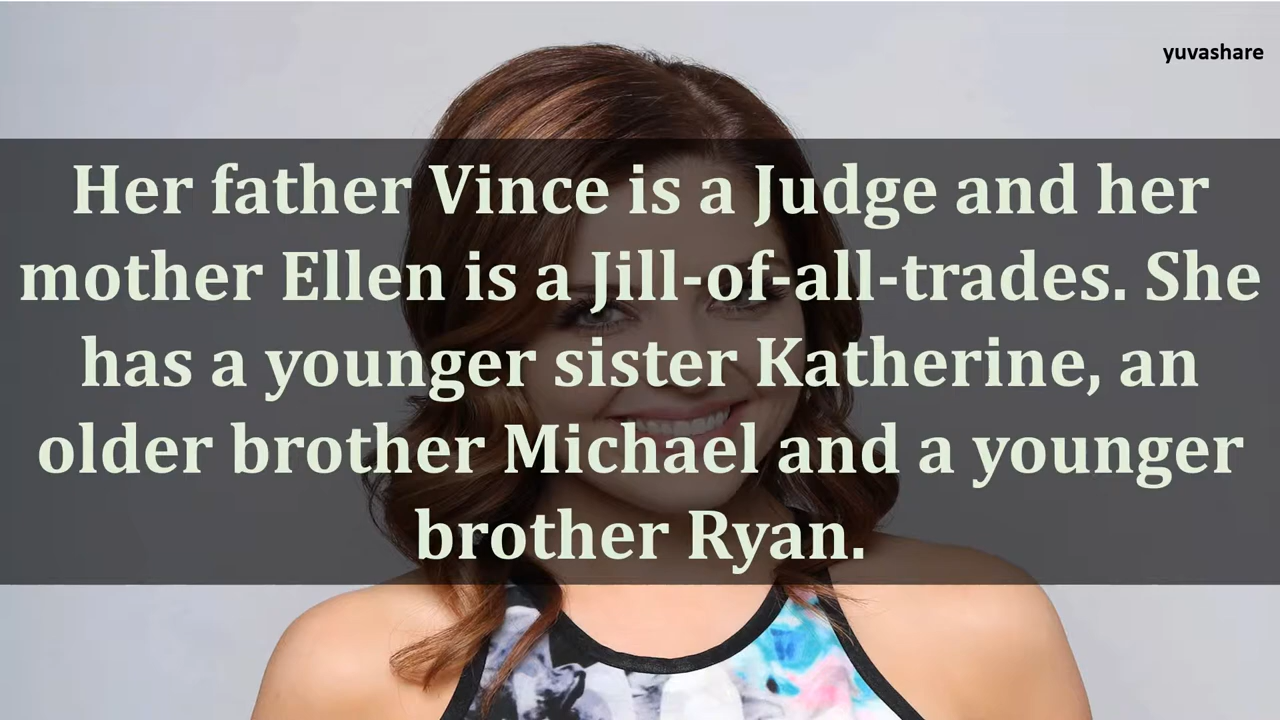 yuvashare
Her father Vince is a Judge and her
mother Ellen is a Jill-of-all-trades. She
has a younger sister Katherine, an
older brother Michael and a younger
brother Ryan.